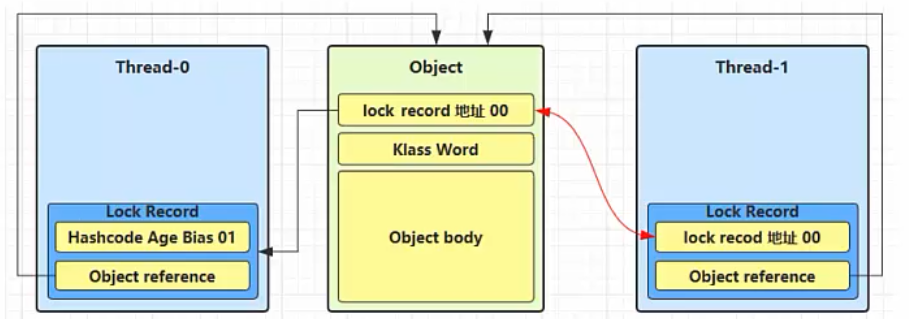 Thread-0
Lock Record
Hashcode Age Bias 01
Object reference
Object
lock record 地址 00
Klass Word
Object body
Thread-1
Lock Record
lock recod 地址 00
Object reference